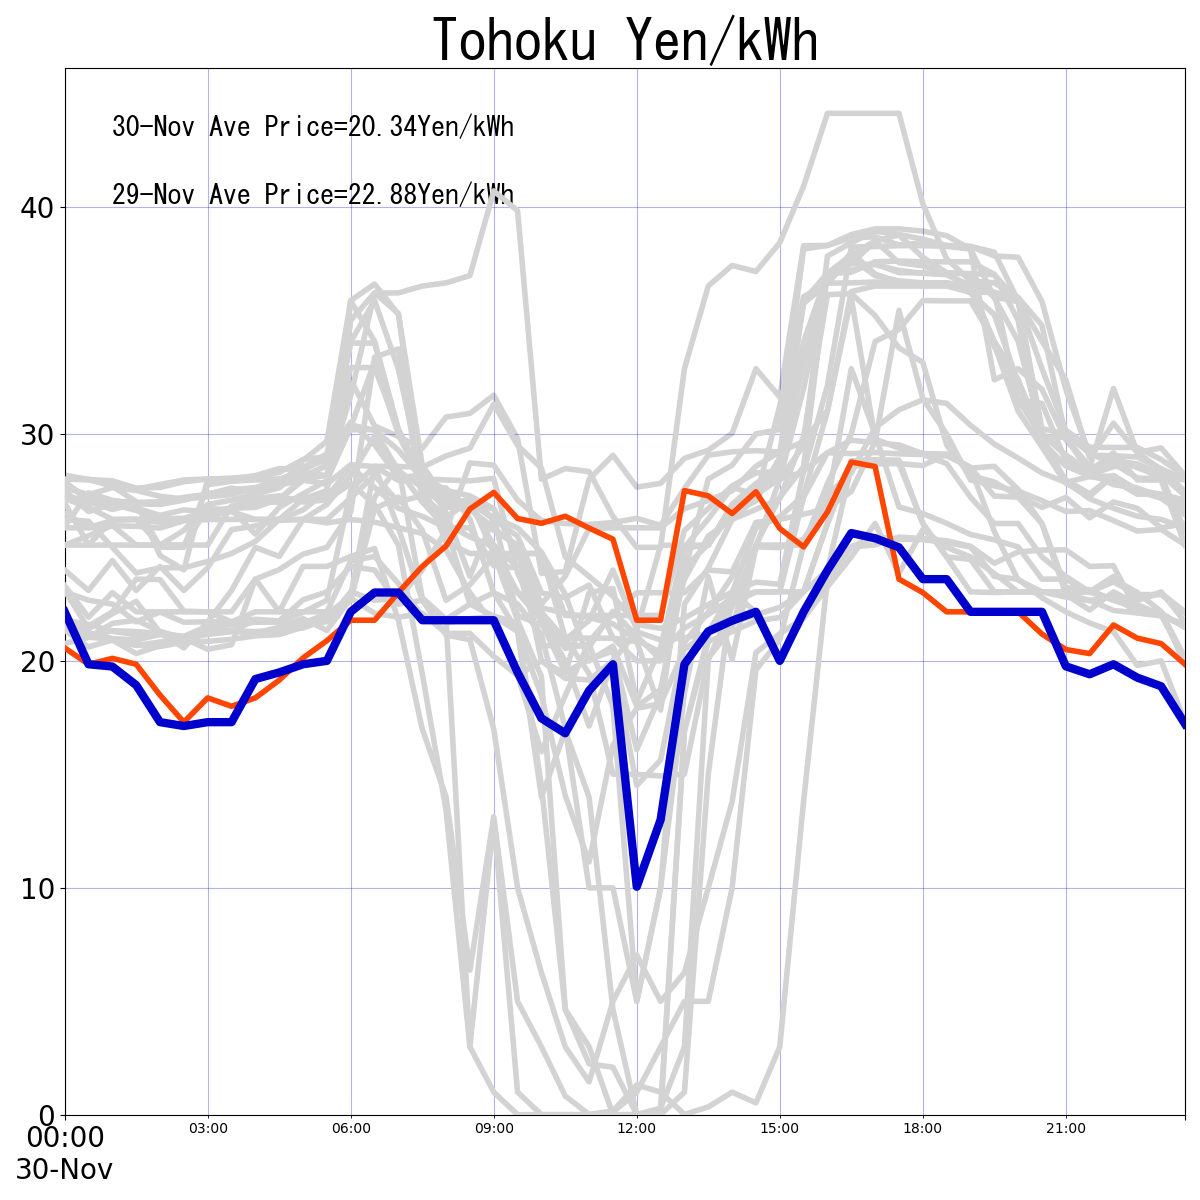 Tohoku Yen/kWh
30-Nov Ave Price=20.34Yen/kWh
29-Nov Ave Price=22.88Yen/kWh
40
30
20
10
0
00:00 03:00 06:00 09:00 12:00 15:00 18:00 21:00
30-Nov